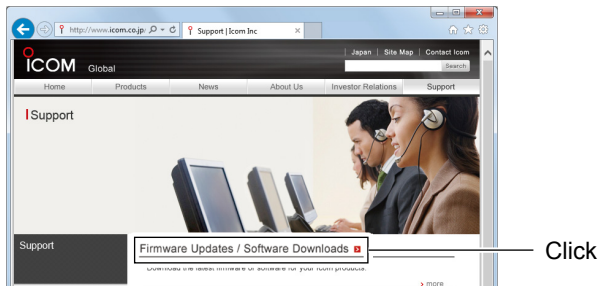 http://www.icom.co.jp/
Support | Icom Inc
ICOM Global
Japan | Site Map | Contact Icom
Search
Home Products News About Us Investor Relations Support
Support
Support
Firmware Updates / Software Downloads
Click
Download the latest firmware or software for your Icom products.
more